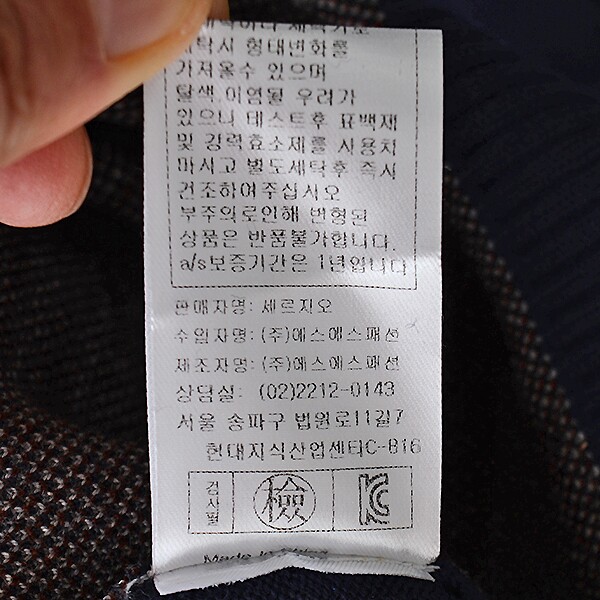 세탁시 형태변화를
가져올수 있으며
탈색.이염될 우려가
있으니 테스트후 표백제
및 강력효소제를 사용치
마시고 별도세탁후 즉시
건조하여주십시오
부주의로인해 변형된
상품은 반품불가합니다.
a/s보증기간은 1년입니다
판매자명: 세르지오
수입자명: (주)에스에스패션
제조자명: (주)에스에스패션
상담실: (02)2212-0143
서울 송파구 법원로11길7
현대지식산업센터C-B16
검사필 檢
Made in